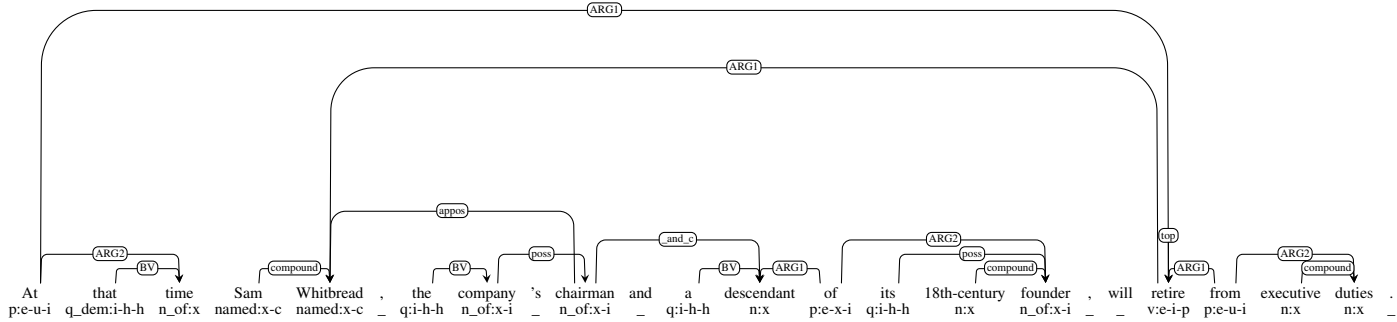 ARG1
ARG1
appos
_and_c
top
ARG2 poss ARG2 ARG2
BV compound BV BV ARG1 poss compound ARG1 compound
At that time Sam Whitbread , the company 's chairman and a descendant of its 18th-century founder , will retire from executive duties .
p:e-u-i q_dem:i-h-h n_of:x named:x-c named:x-c _ q:i-h-h n_of:x-i _ n_of:x-i _ q:i-h-h n:x p:e-x-i q:i-h-h n:x n_of:x-i _ _ v:e-i-p p:e-u-i n:x n:x _